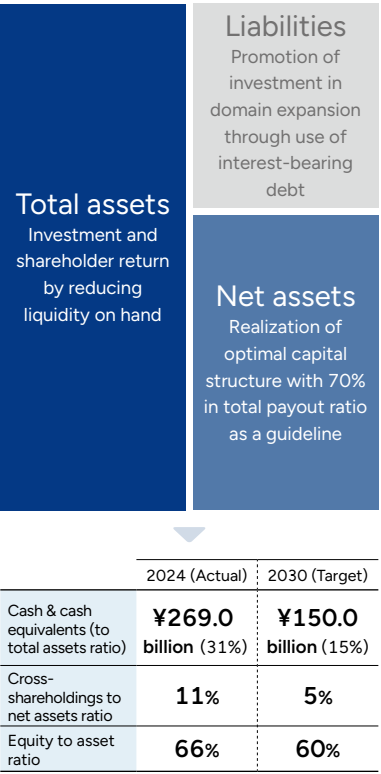 Total assets
Investment and
shareholder return
by reducing
liquidity on hand
Liabilities
Promotion of
investment in
domain expansion
through use of
interest-bearing
debt
Net assets
Realization of
optimal capital
structure with 70%
in total payout ratio
as a guideline
2024 (Actual) 2030 (Target)
Cash & cash
equivalents (to
total assets ratio)
¥269.0
billion (31%)
¥150.0
billion (15%)
Cross-
shareholdings to
net assets ratio
11% 5%
Equity to asset
ratio
66% 60%